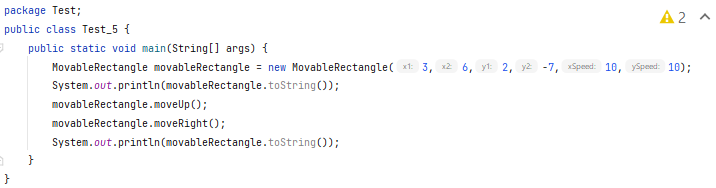 package Test;
2
public class Test_5 {
public static void main(String[] args) {
MovableRectangle movableRectangle = new MovableRectangle( x1: 3, x2: 6, y1: 2, y2: -7, xSpeed: 10, ySpeed: 10);
System.out.println(movableRectangle.toString());
movableRectangle.moveUp();
movableRectangle.moveRight();
System.out.println(movableRectangle.toString());
}
}